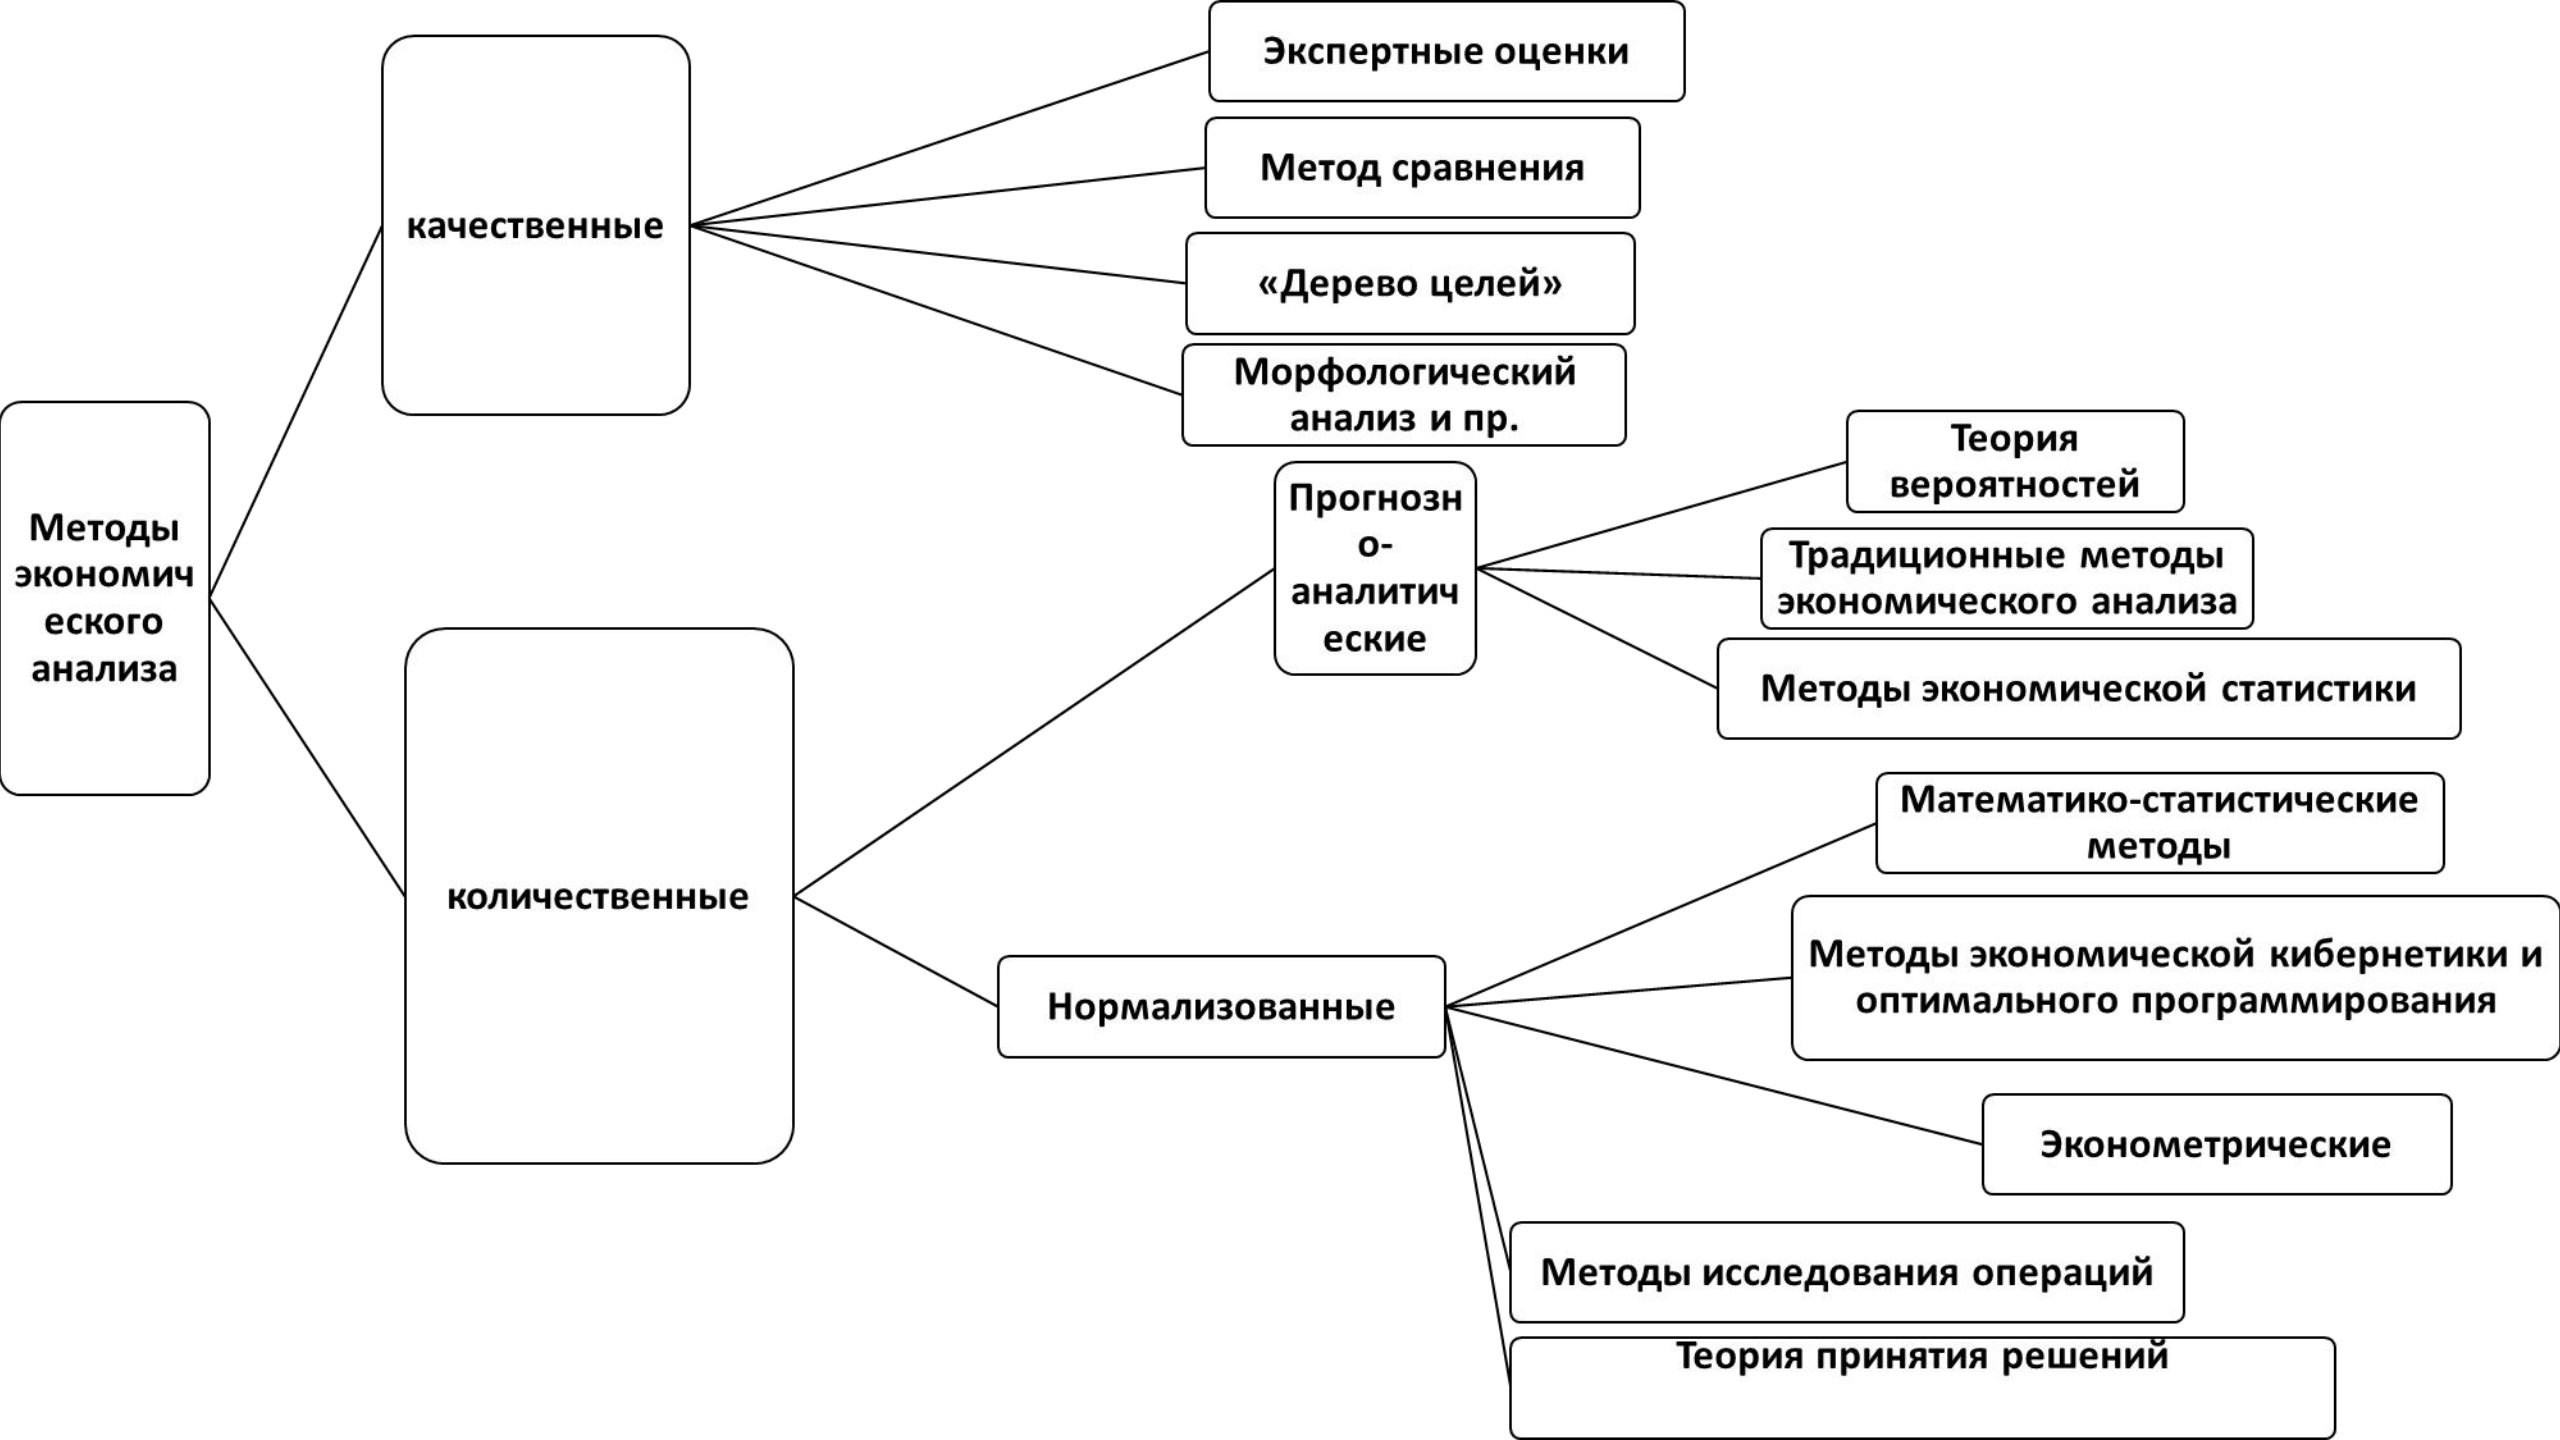 Методы
экономич
еского
анализа
качественные
Экспертные оценки
Метод сравнения
«Дерево целей»
Морфологический
анализ и пр.
количественные
Прогнозн
о-
аналитич
еские
Теория
вероятностей
Традиционные методы
экономического анализа
Методы экономической статистики
Нормализованные
Математико-статистические
методы
Методы экономической кибернетики и
оптимального программирования
Эконометрические
Методы исследования операций
Теория принятия решений